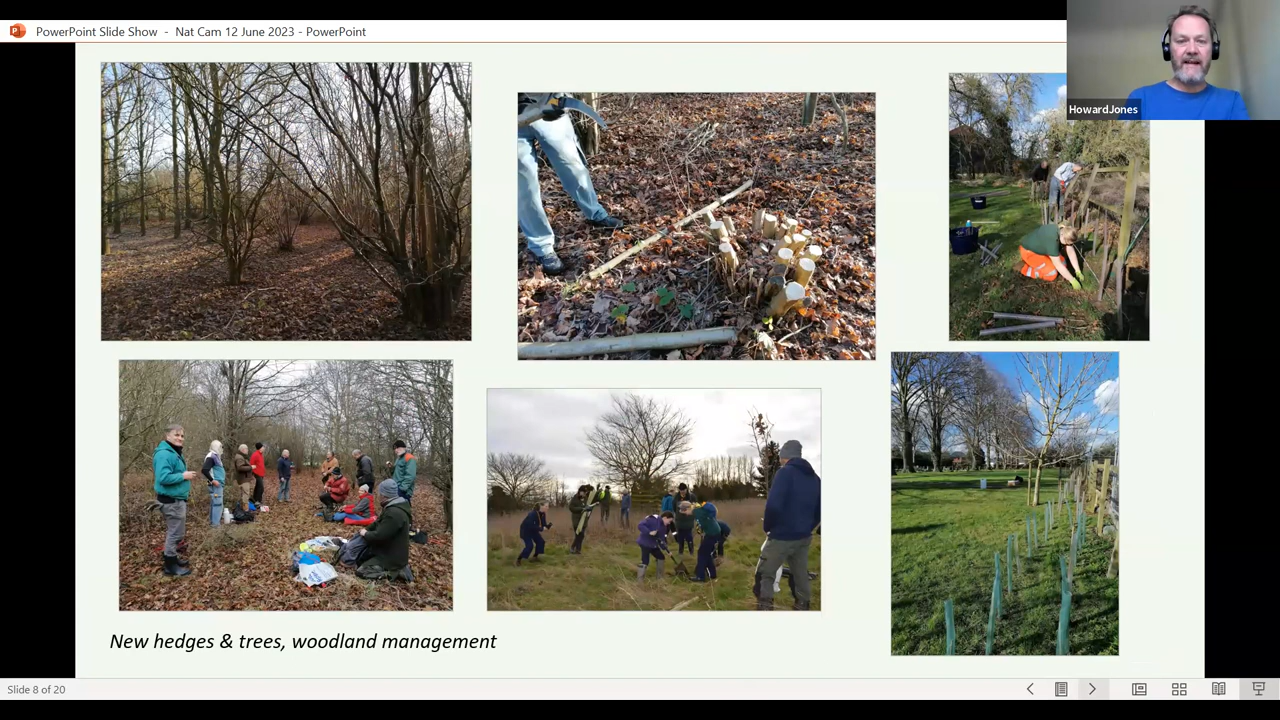 PowerPoint Slide Show - Nat Cam 12 June 2023 - PowerPoint
HowardJones
New hedges & trees, woodland management
Slide 8 of 20